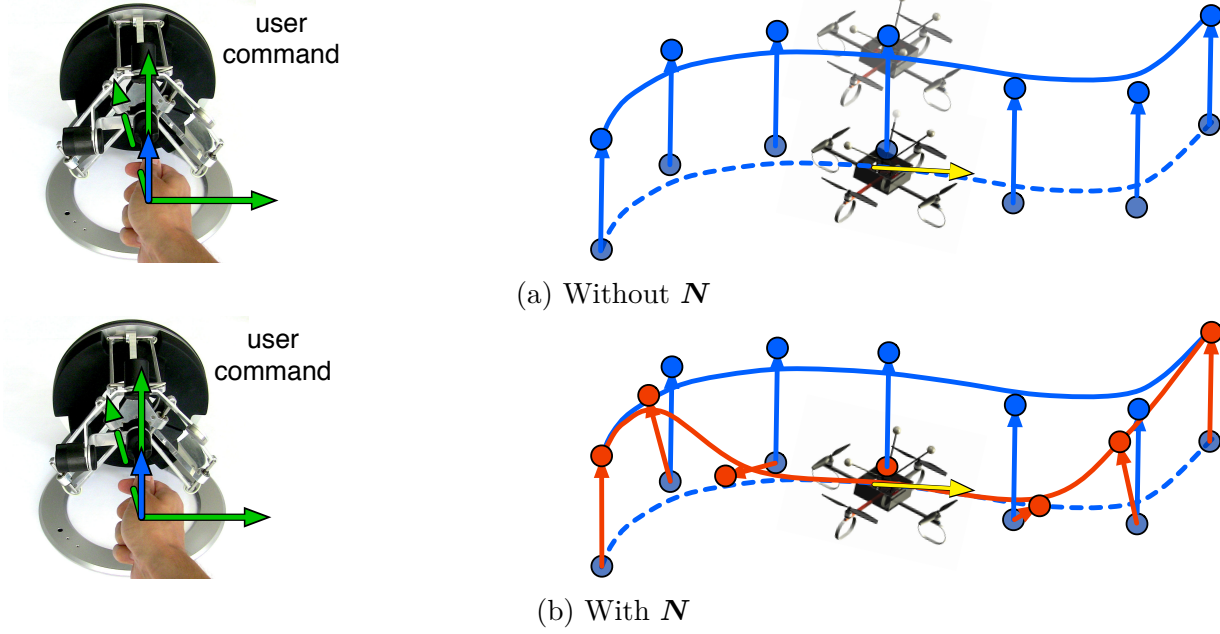 user
command
(a) Without N
user
command
(b) With N